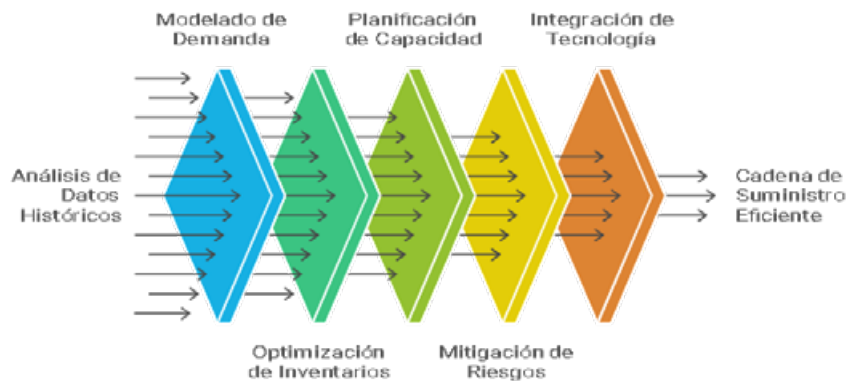 Modelado de
Demanda
Planificación
de Capacidad
Integración de
Tecnología
Análisis de
Datos
Históricos
Cadena de
Suministro
Eficiente
Optimización
de Inventarios
Mitigación de
Riesgos